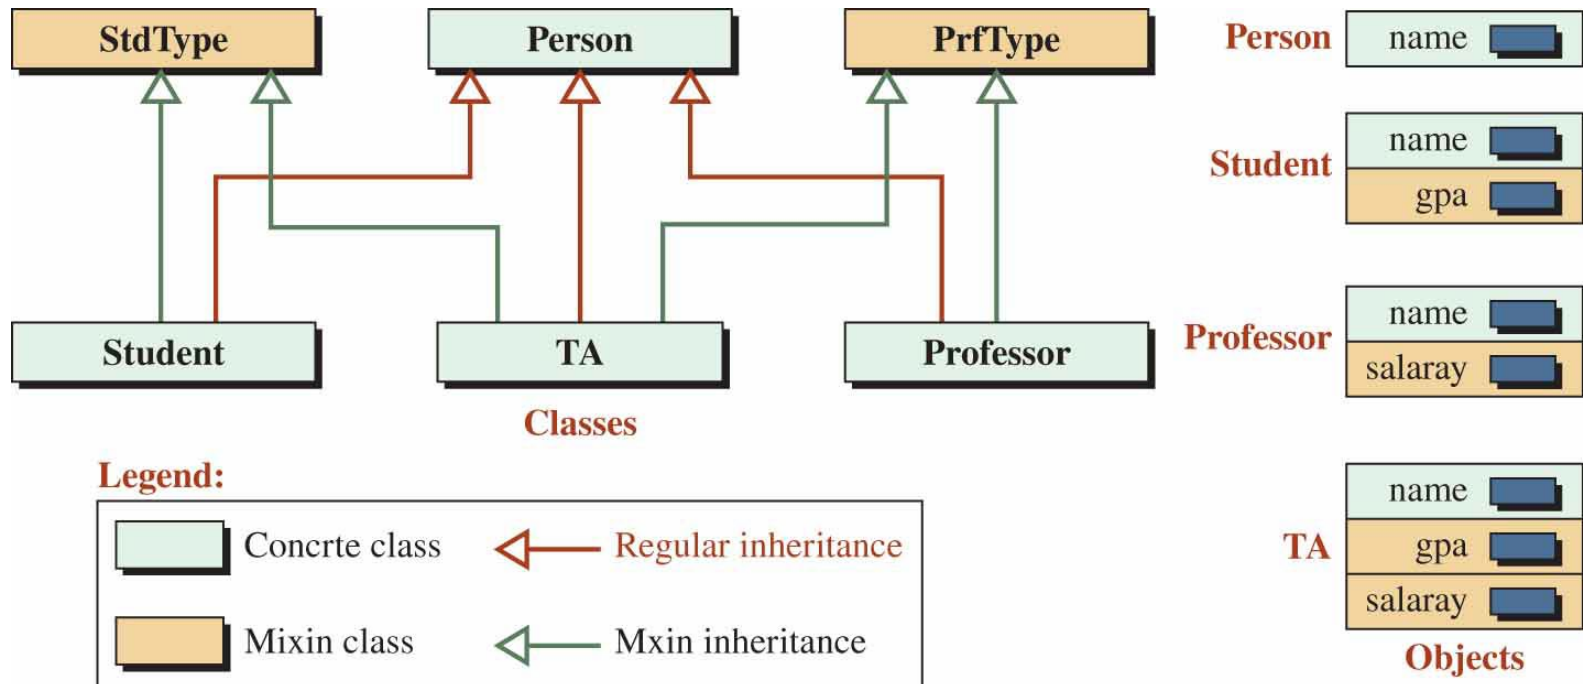 StdType
Person
PrfType
Student
TA
Professor
Classes
Legend:
Concrte class
Regular inheritance
Mixin class
Mxin inheritance
Person
name
Student
name
gpa
Professor
name
salaray
TA
name
gpa
salaray
Objects